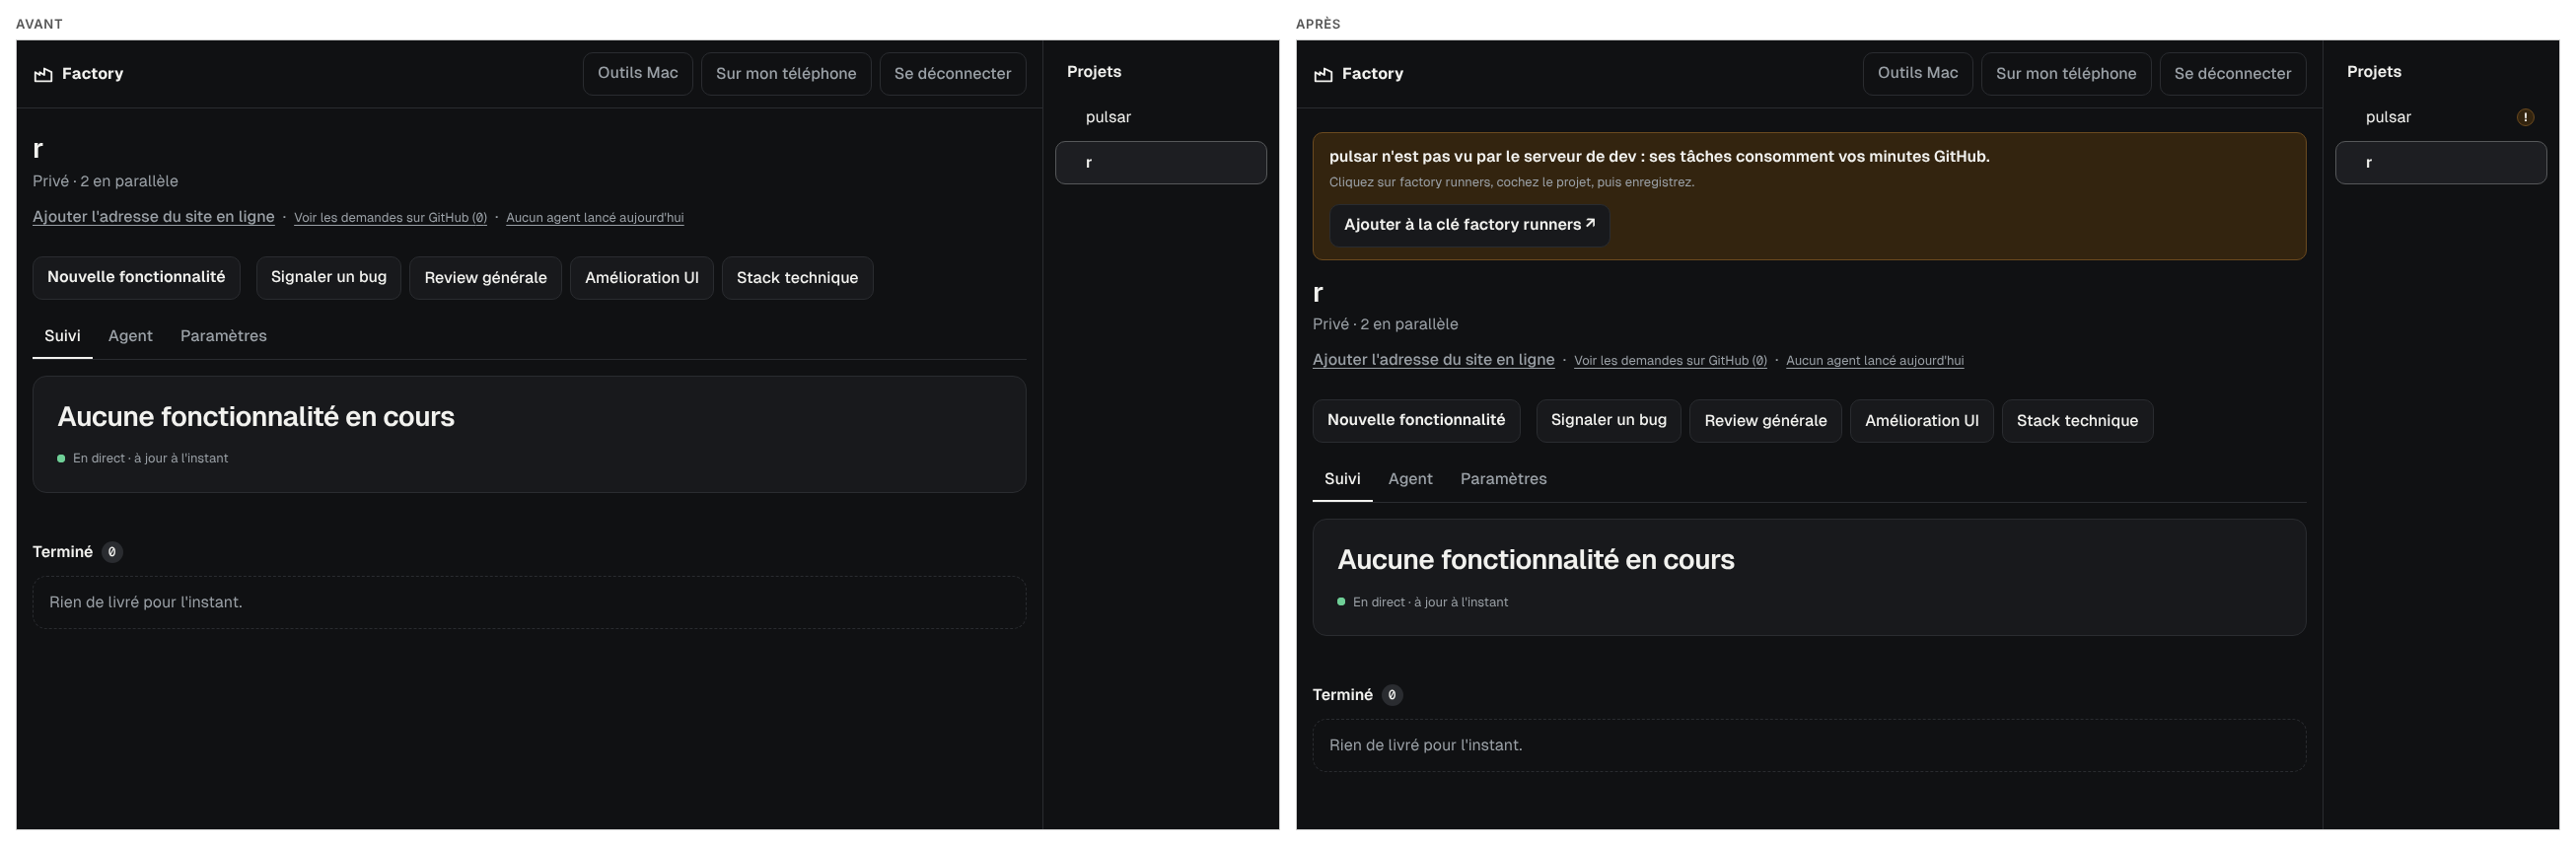 AVANT
Factory
Outils Mac
Sur mon téléphone
Se déconnecter
r
Privé · 2 en parallèle
Ajouter l'adresse du site en ligne · Voir les demandes sur GitHub (0) · Aucun agent lancé aujourd'hui
Nouvelle fonctionnalité
Signaler un bug
Review générale
Amélioration UI
Stack technique
Suivi
Agent
Paramètres
Aucune fonctionnalité en cours
En direct · à jour à l'instant
Terminé 0
Rien de livré pour l'instant.
Projets
pulsar
r
APRÈS
Factory
Outils Mac
Sur mon téléphone
Se déconnecter
pulsar n'est pas vu par le serveur de dev : ses tâches consomment vos minutes GitHub.
Cliquez sur factory runners, cochez le projet, puis enregistrez.
Ajouter à la clé factory runners ↗
r
Privé · 2 en parallèle
Ajouter l'adresse du site en ligne · Voir les demandes sur GitHub (0) · Aucun agent lancé aujourd'hui
Nouvelle fonctionnalité
Signaler un bug
Review générale
Amélioration UI
Stack technique
Suivi
Agent
Paramètres
Aucune fonctionnalité en cours
En direct · à jour à l'instant
Terminé 0
Rien de livré pour l'instant.
Projets
pulsar !
r